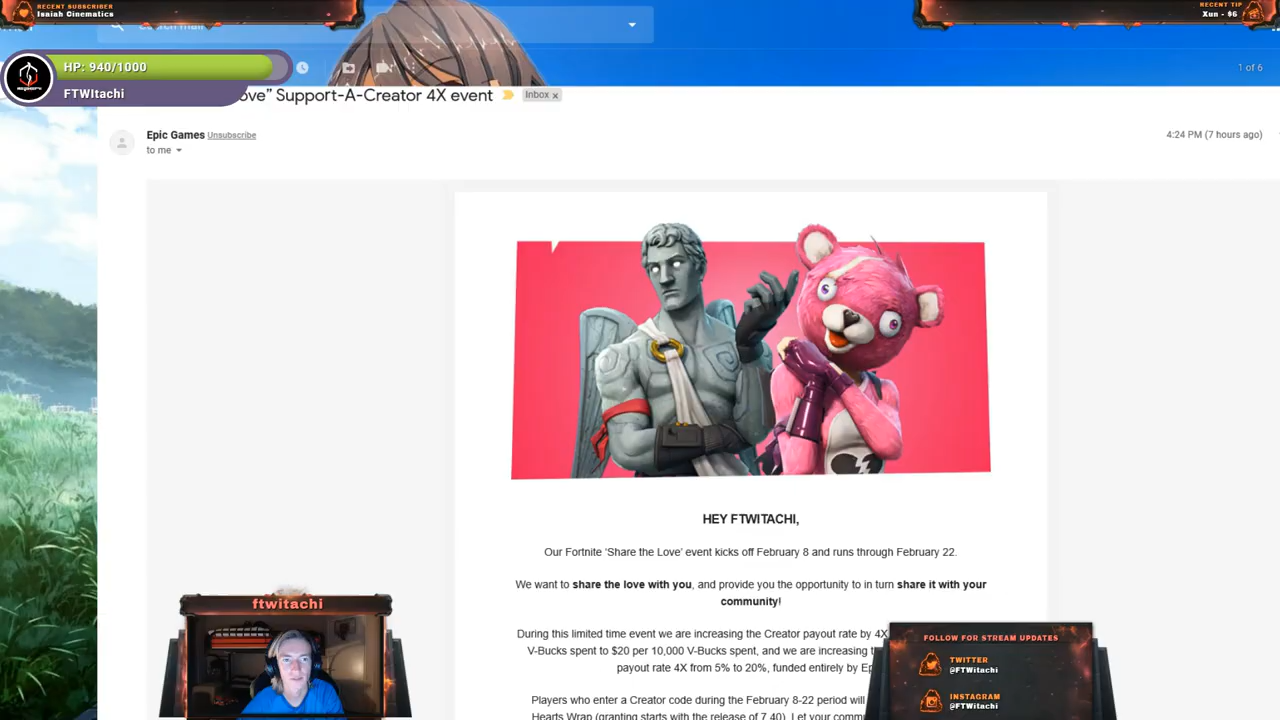 RECENT SUBSCRIBER
Isaiah Cinematics
RECENT TIP
Xun - $6
HP: 940/1000
FTWItachi
1 of 6
ove” Support-A-Creator 4X event
Inbox x
Epic Games Unsubscribe
to me
4:24 PM (7 hours ago)
HEY FTWITACHI,
Our Fortnite ‘Share the Love’ event kicks off February 8 and runs through February 22.
We want to share the love with you, and provide you the opportunity to in turn share it with your
community!
During this limited time event we are increasing the Creator payout rate by 4X
V-Bucks spent to $20 per 10,000 V-Bucks spent, and we are increasing
payout rate 4X from 5% to 20%, funded entirely by
Players who enter a Creator code during the February 8-22 period will
Hearts Wrap (granting starts with the release of 7.40). Let your
ftwitachi
FOLLOW FOR STREAM UPDATES
TWITTER
@FTWitachi
INSTAGRAM
@FTWitachi